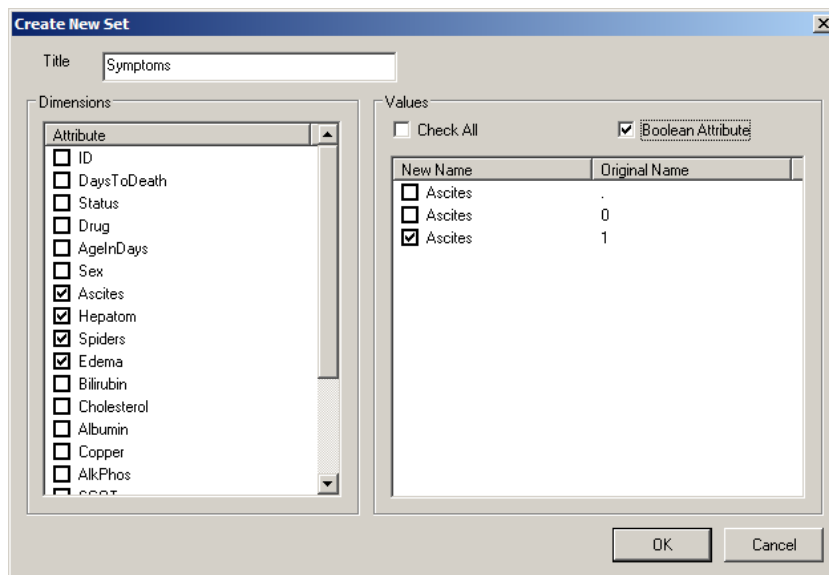 Create New Set
Title
Symptoms
Dimensions
Attribute
ID
DaysToDeath
Status
Drug
AgeInDays
Sex
Ascites
Hepatom
Spiders
Edema
Bilirubin
Cholesterol
Albumin
Copper
AlkPhos
Values
Check All Boolean Attribute
New Name Original Name
Ascites .
Ascites 0
Ascites 1
OK Cancel